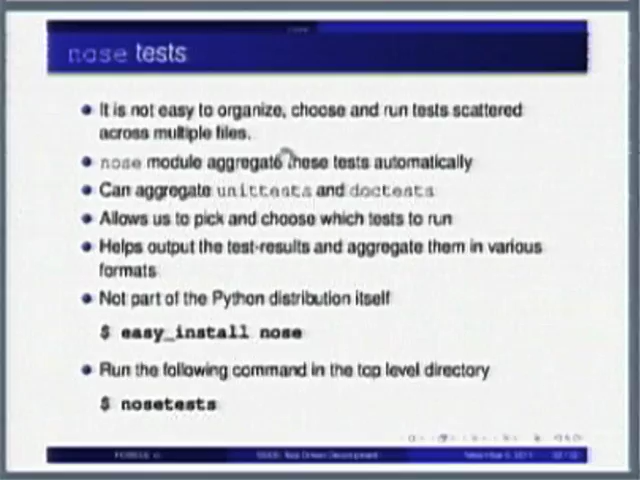 nose tests
It is not easy to organize, choose and run tests scattered
across multiple files.
nose module aggregate these tests automatically
Can aggregate unittests and doctests
Allows us to pick and choose which tests to run
Helps output the test-results and aggregate them in various
formats
Not part of the Python distribution itself
$ easy_install nose
Run the following command in the top level directory
$ nosetests
Test Driven Development